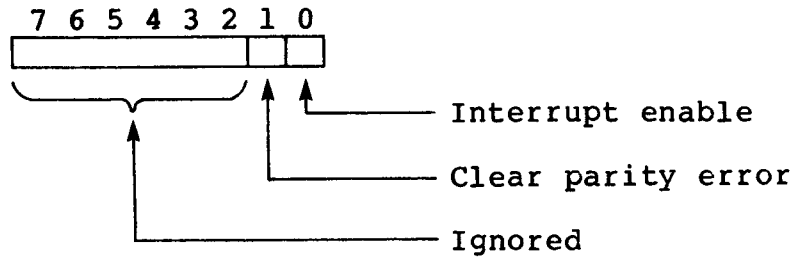 7 6 5 4 3 2 1 0
Interrupt enable
Clear parity error
Ignored